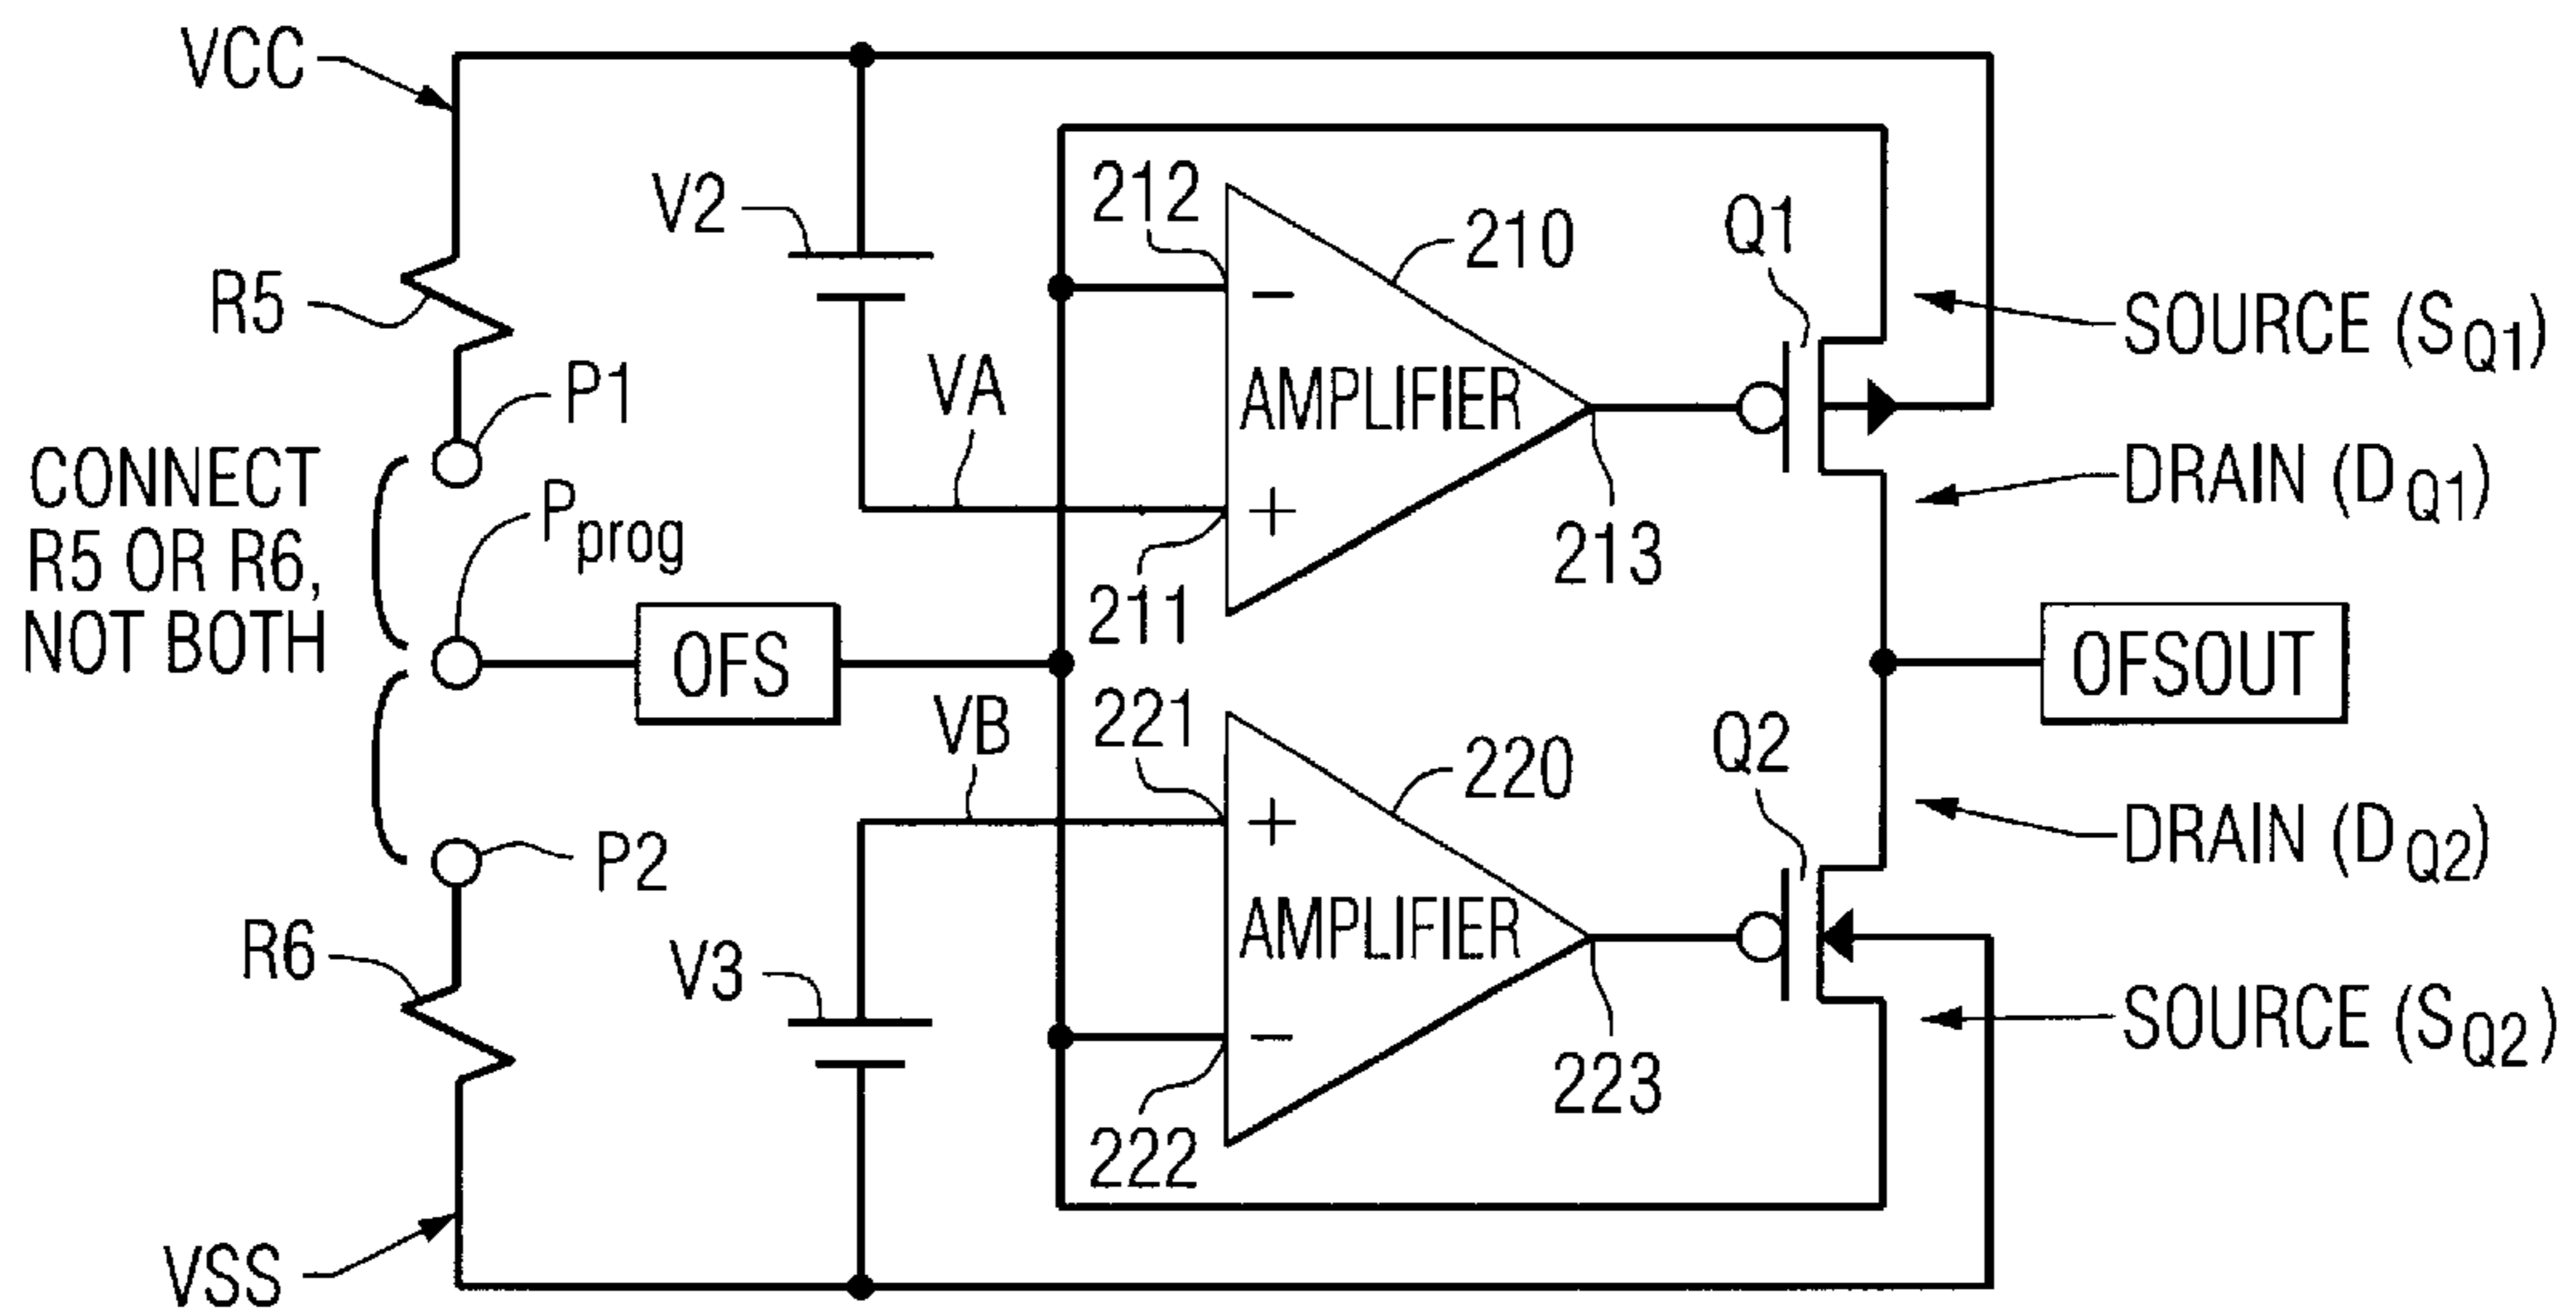 VCC
V2
212
210
Q1
R5
SOURCE (SQ1)
P1
VA
AMPLIFIER
CONNECT
R5 OR R6,
NOT BOTH
Pprog
DRAIN (DQ1)
−
+
211
213
OFS
OFSOUT
VB
221
220
Q2
+
P2
DRAIN (DQ2)
AMPLIFIER
R6
V3
SOURCE (SQ2)
−
222
223
VSS